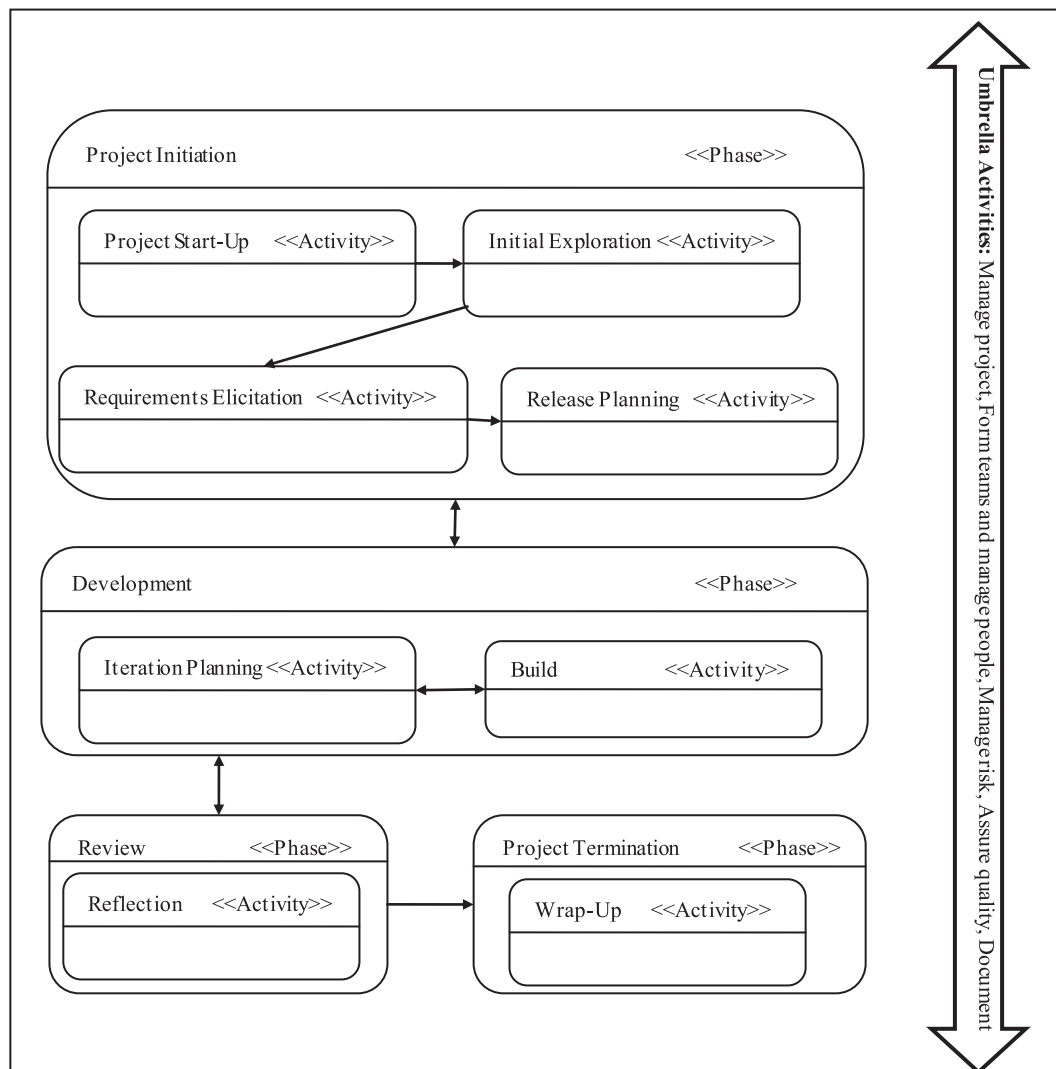 Project Initiation <<Phase>>
Project Start-Up <<Activity>>
Initial Exploration <<Activity>>
Requirements Elicitation <<Activity>>
Release Planning <<Activity>>
Development <<Phase>>
Iteration Planning <<Activity>>
Build <<Activity>>
Review <<Phase>>
Reflection <<Activity>>
Project Termination <<Phase>>
Wrap-Up <<Activity>>
Umbrella Activities: Manage project, Form teams and manage people, Manage risk, Assure quality, Document